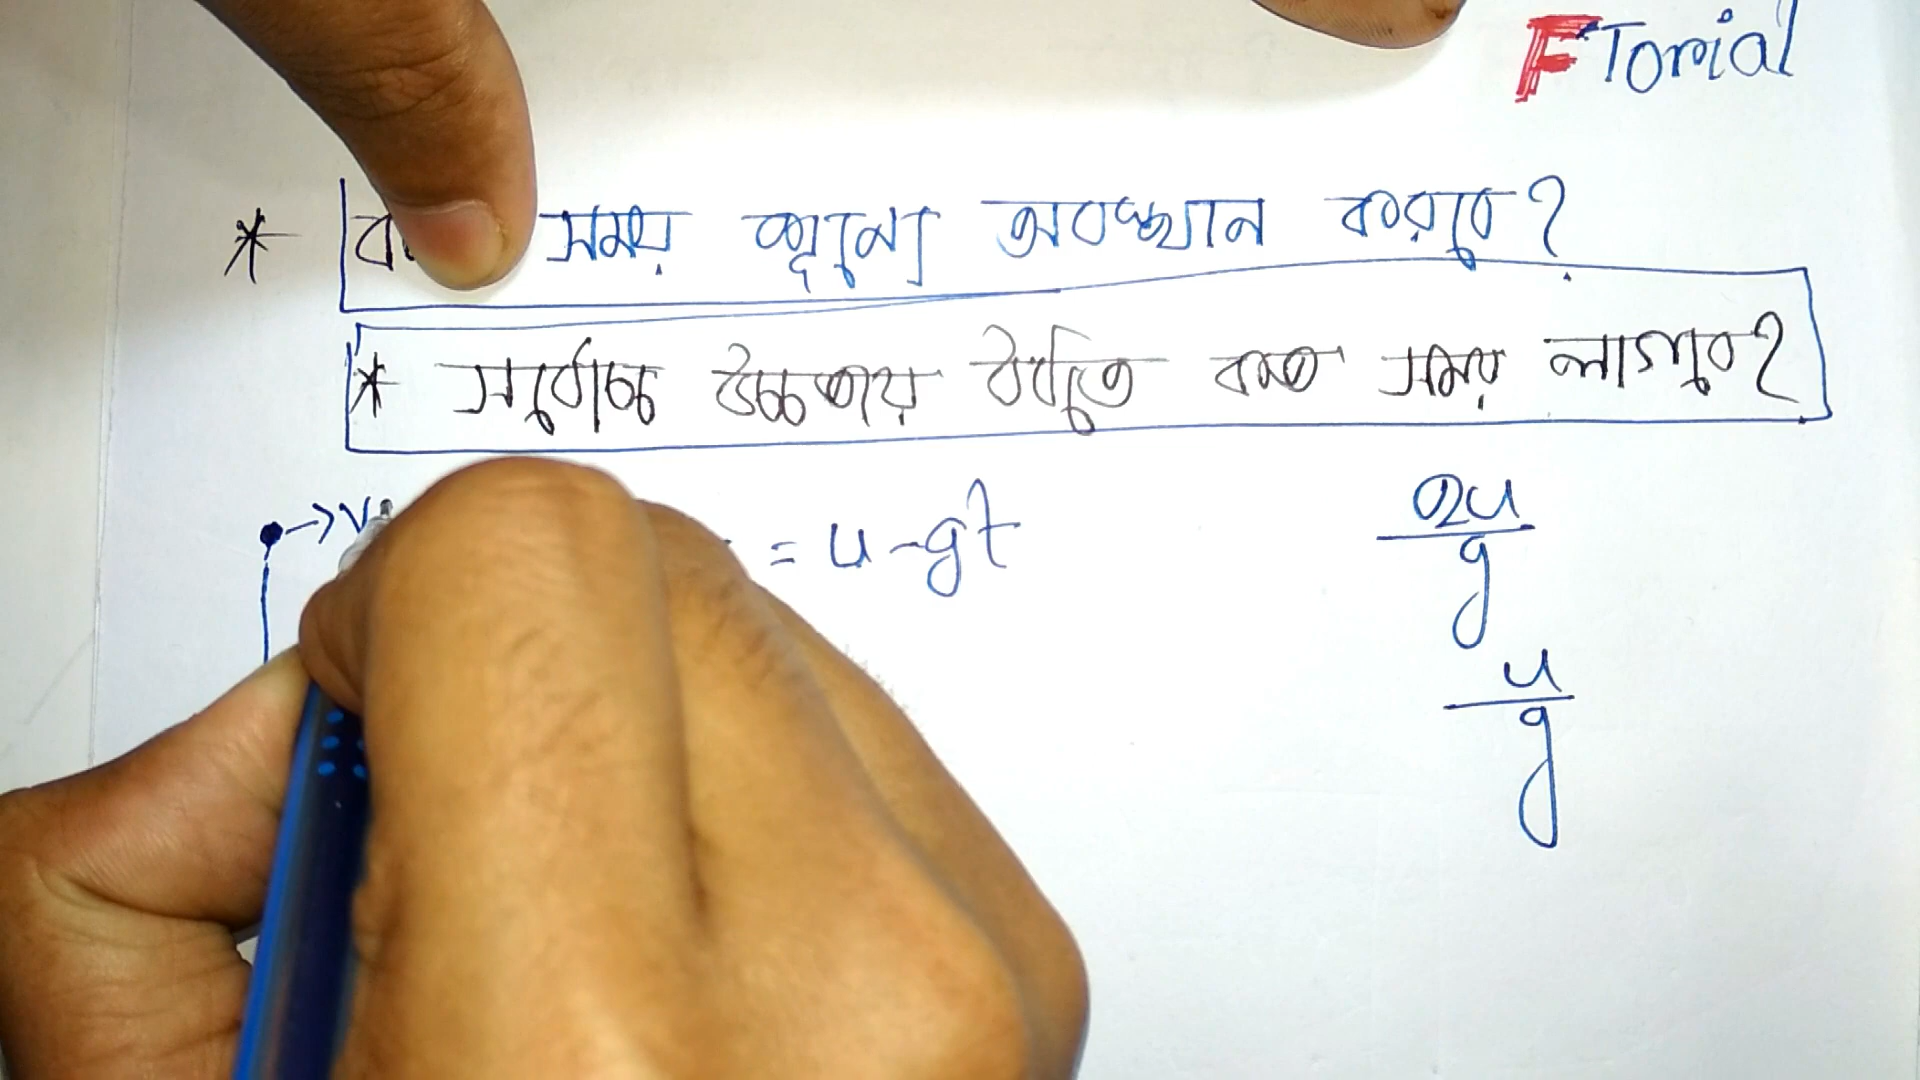 FTorial
* সময় শূন্যে অবস্থান করবে?
* সর্বোচ্চ উচ্চতায় উঠতে কত সময় লাগবে?
→V = u-gt
2u
g
u
g